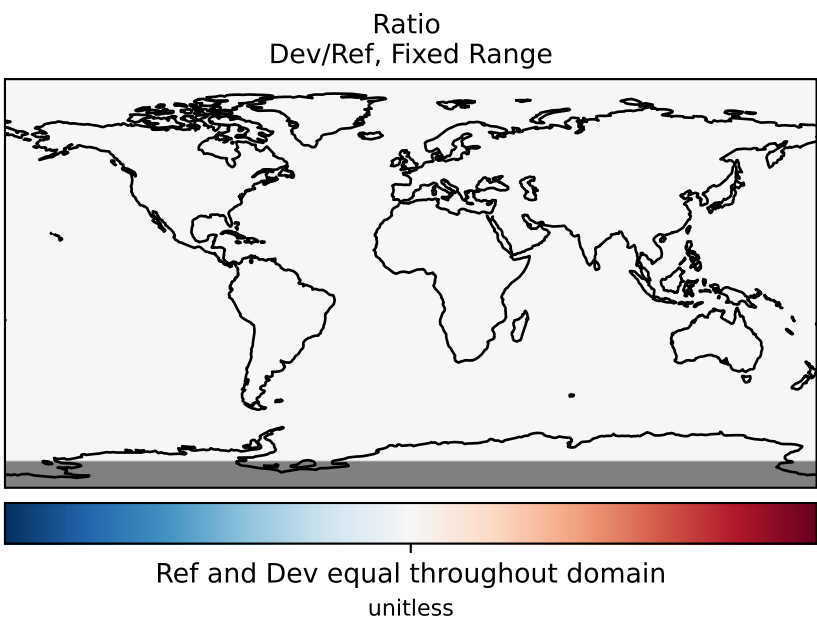 Ratio
Dev/Ref, Fixed Range
Ref and Dev equal throughout domain
unitless